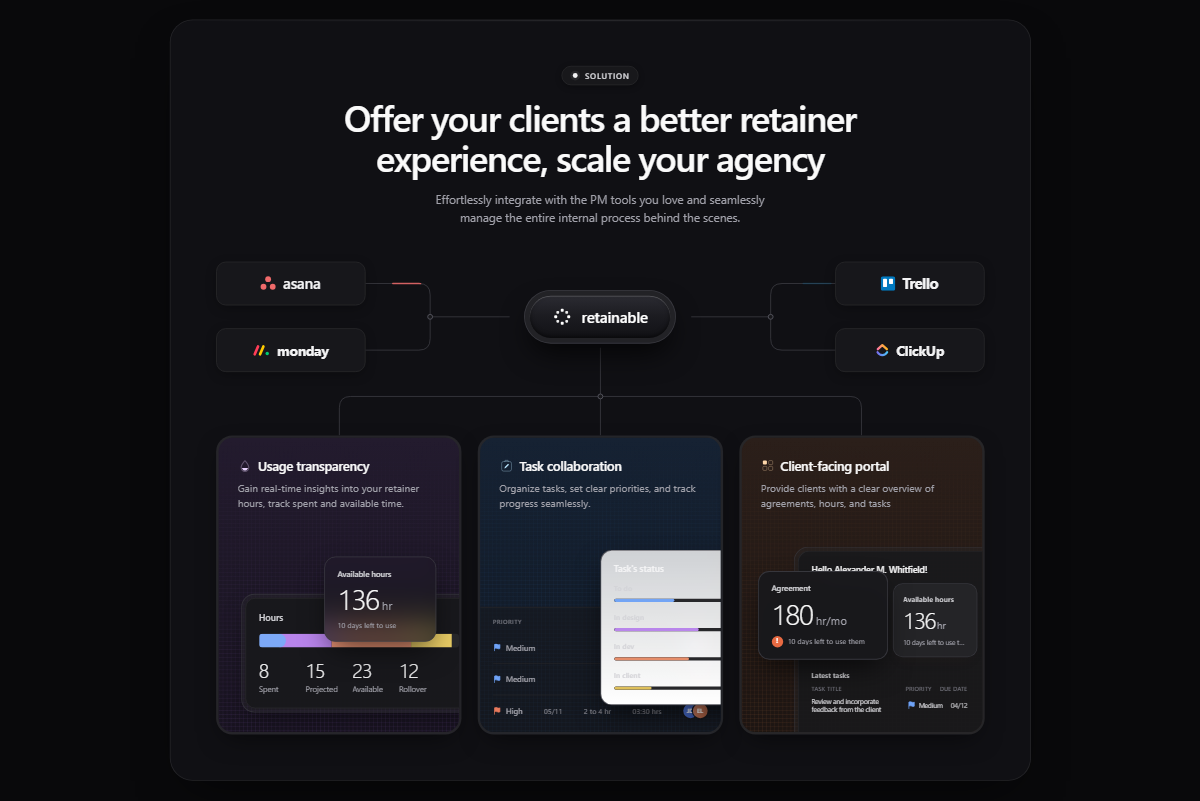 SOLUTION
Offer your clients a better retainer
experience, scale your agency
Effortlessly integrate with the PM tools you love and seamlessly
manage the entire internal process behind the scenes.
asana
Trello
retainable
monday
ClickUp
Usage transparency
Gain real-time insights into your retainer
hours, track spent and available time.
Available hours
136 hr
10 days left to use
Hours
8
Spent
15
Projected
23
Available
12
Rollover
Task collaboration
Organize tasks, set clear priorities, and track
progress seamlessly.
Task's status
In design
In dev
In client
PRIORITY
Medium
Medium
High 05/11 2 to 4 hr 03:30 hrs
Client-facing portal
Provide clients with a clear overview of
agreements, hours, and tasks
Hello Alexander M. Whitfield!
Agreement
180 hr/mo
10 days left to use them
Available hours
136 hr
10 days left to use t...
Latest tasks
TASK TITLE PRIORITY DUE DATE
Review and incorporate
feedback from the client
Medium 04/12